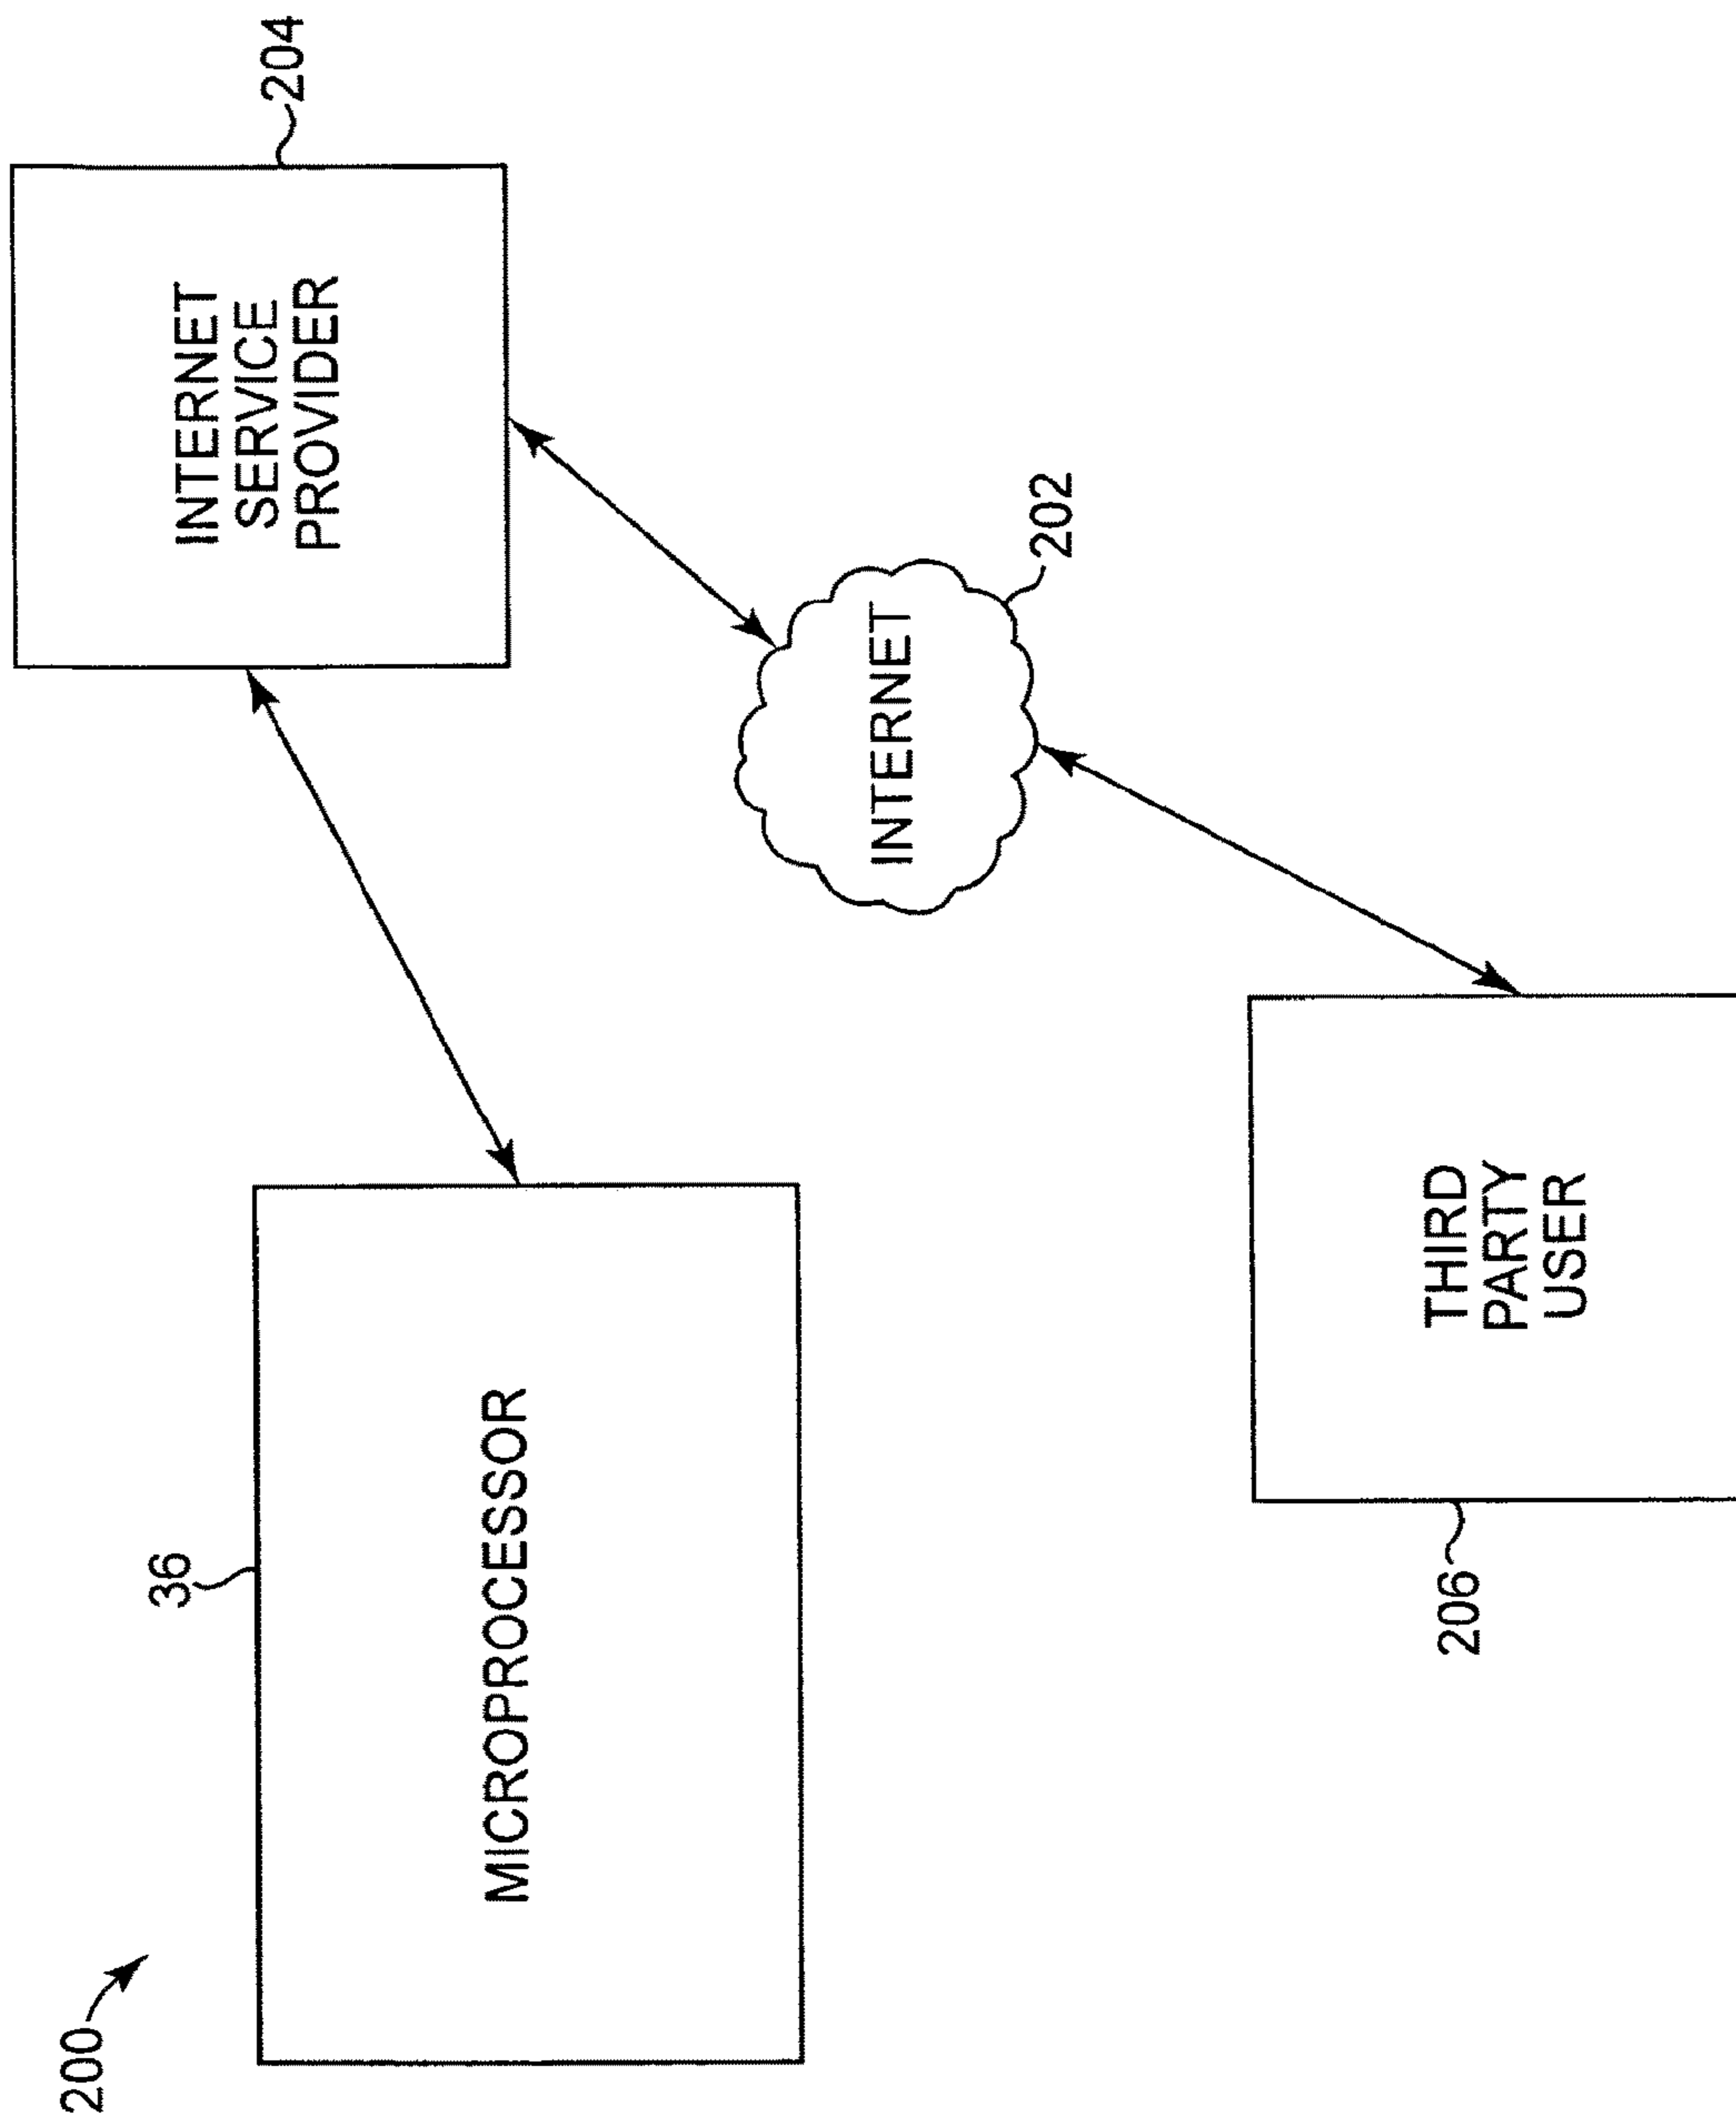 200
36
MICROPROCESSOR
INTERNET
SERVICE
PROVIDER
204
INTERNET
202
THIRD
PARTY
USER
206